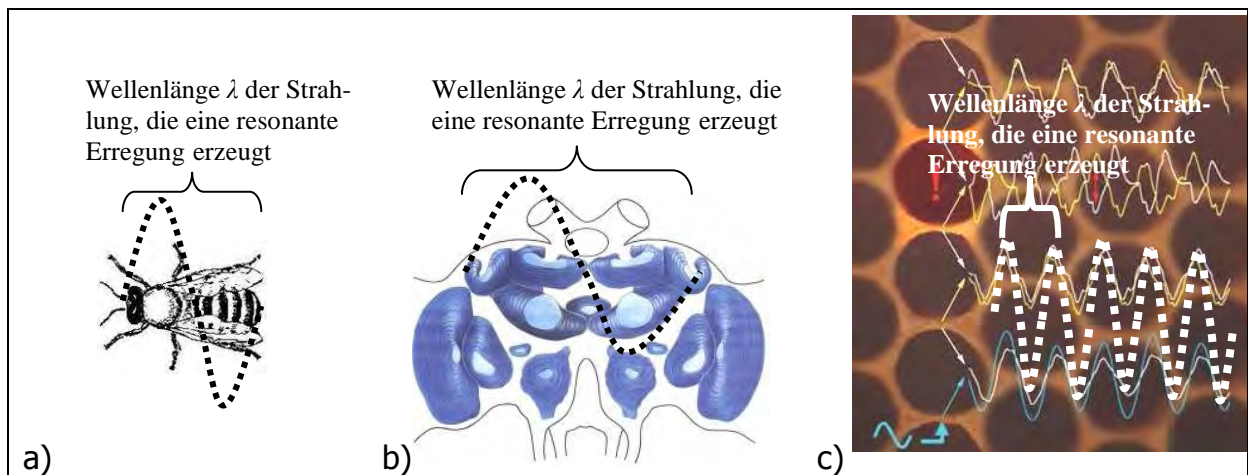 Wellenlänge λ der Strah-
lung, die eine resonante
Erregung erzeugt
Wellenlänge λ der Strahlung, die
eine resonante Erregung erzeugt
Wellenlänge λ der Strah-
lung, die eine resonante
Erregung erzeugt
!
a)
b)
c)